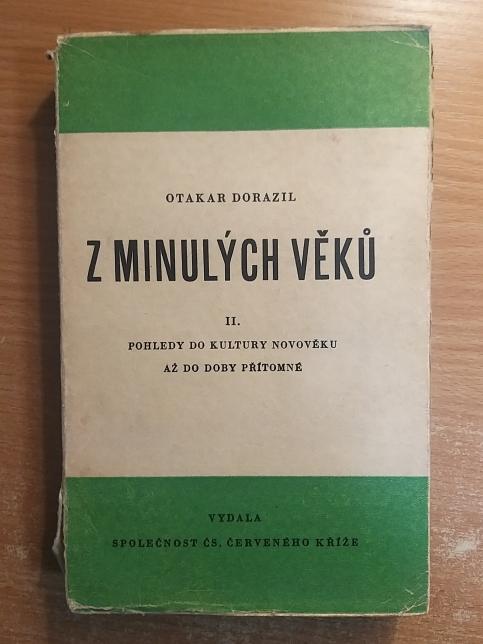 OTAKAR DORAZIL
Z MINULÝCH VĚKŮ
II.
POHLEDY DO KULTURY NOVOVĚKU
AŽ DO DOBY PŘÍTOMNÉ
VYDALA
SPOLEČNOST ČS. ČERVENÉHO KŘÍŽE